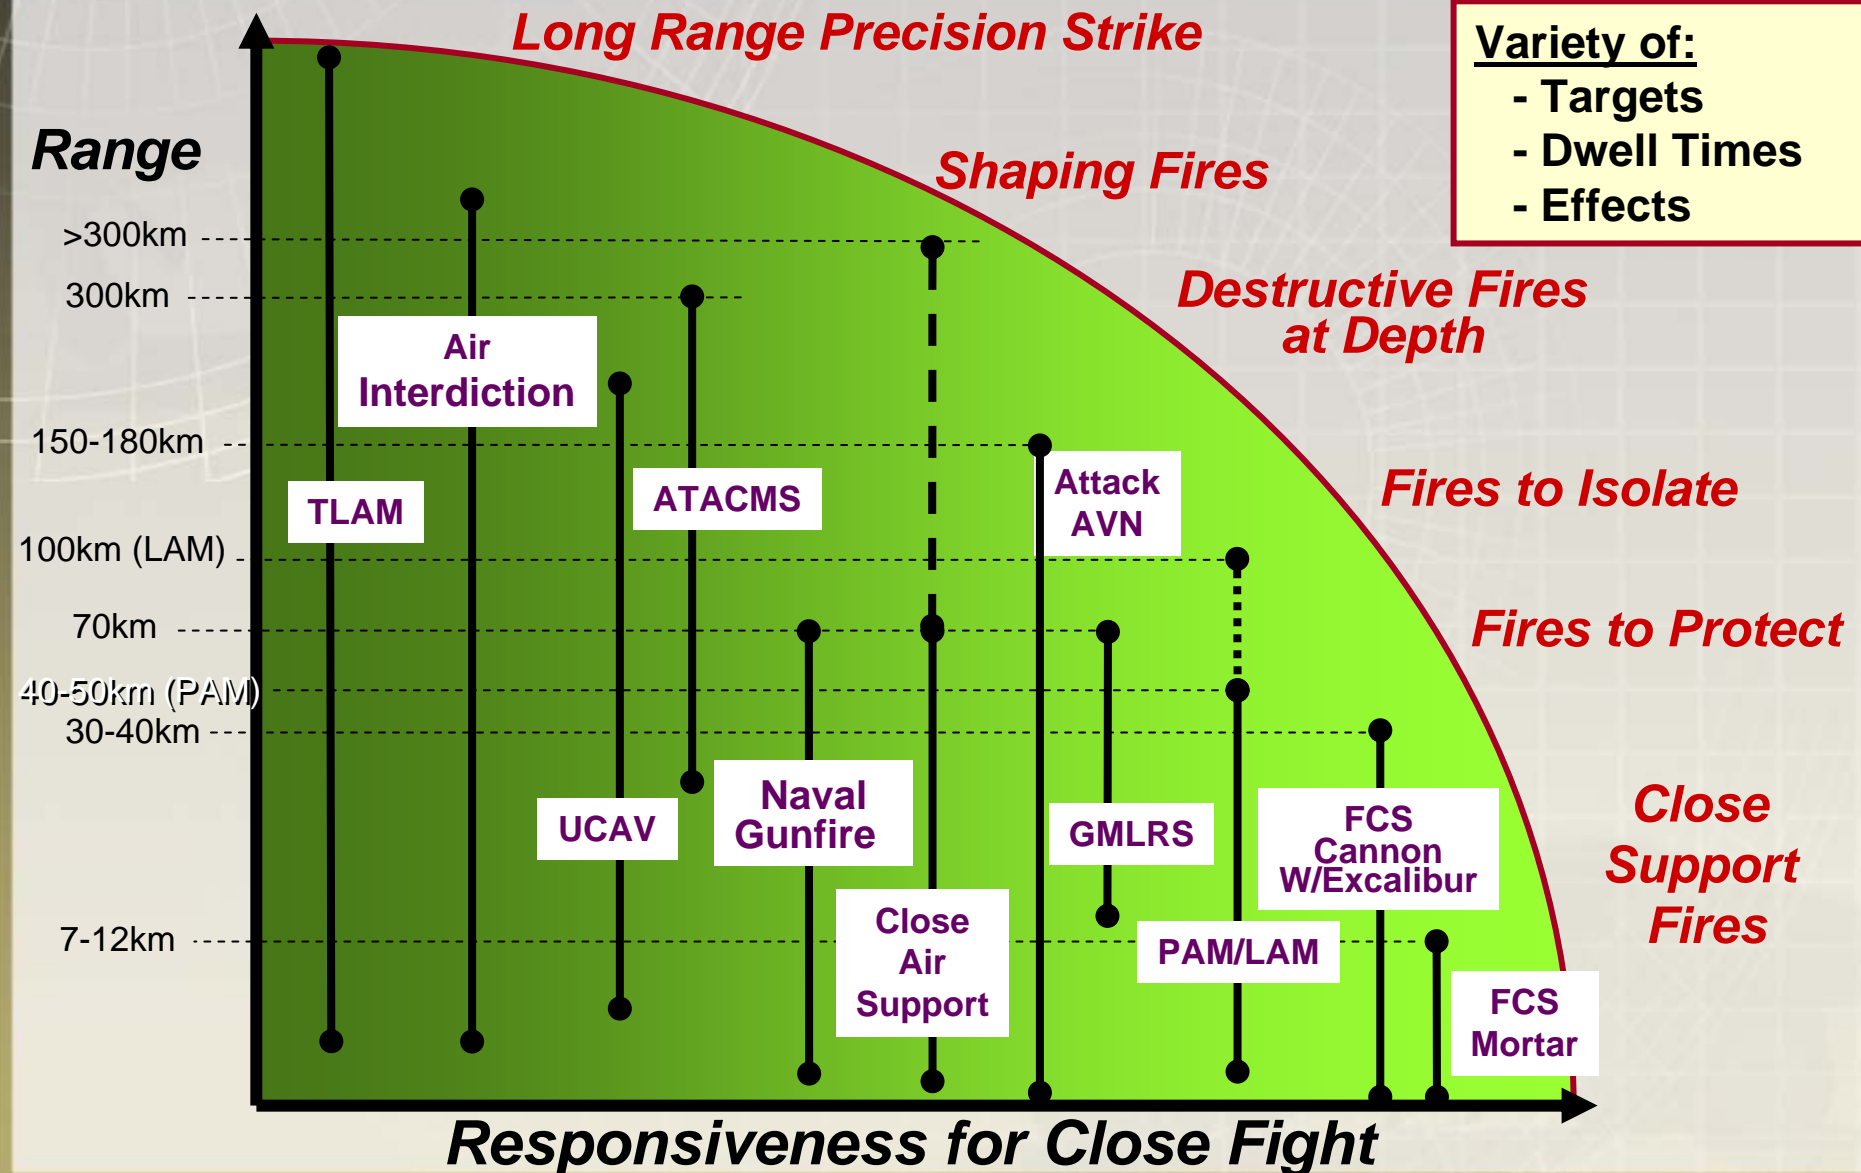 Long Range Precision Strike
Variety of:
- Targets
- Dwell Times
- Effects
Range
Shaping Fires
>300km
300km
Destructive Fires
at Depth
Air
Interdiction
150-180km
TLAM
ATACMS
Attack
AVN
Fires to Isolate
100km (LAM)
70km
Fires to Protect
40-50km (PAM)
30-40km
UCAV
Naval
Gunfire
GMLRS
FCS
Cannon
W/Excalibur
Close
Support
Fires
7-12km
Close
Air
Support
PAM/LAM
FCS
Mortar
Responsiveness for Close Fight